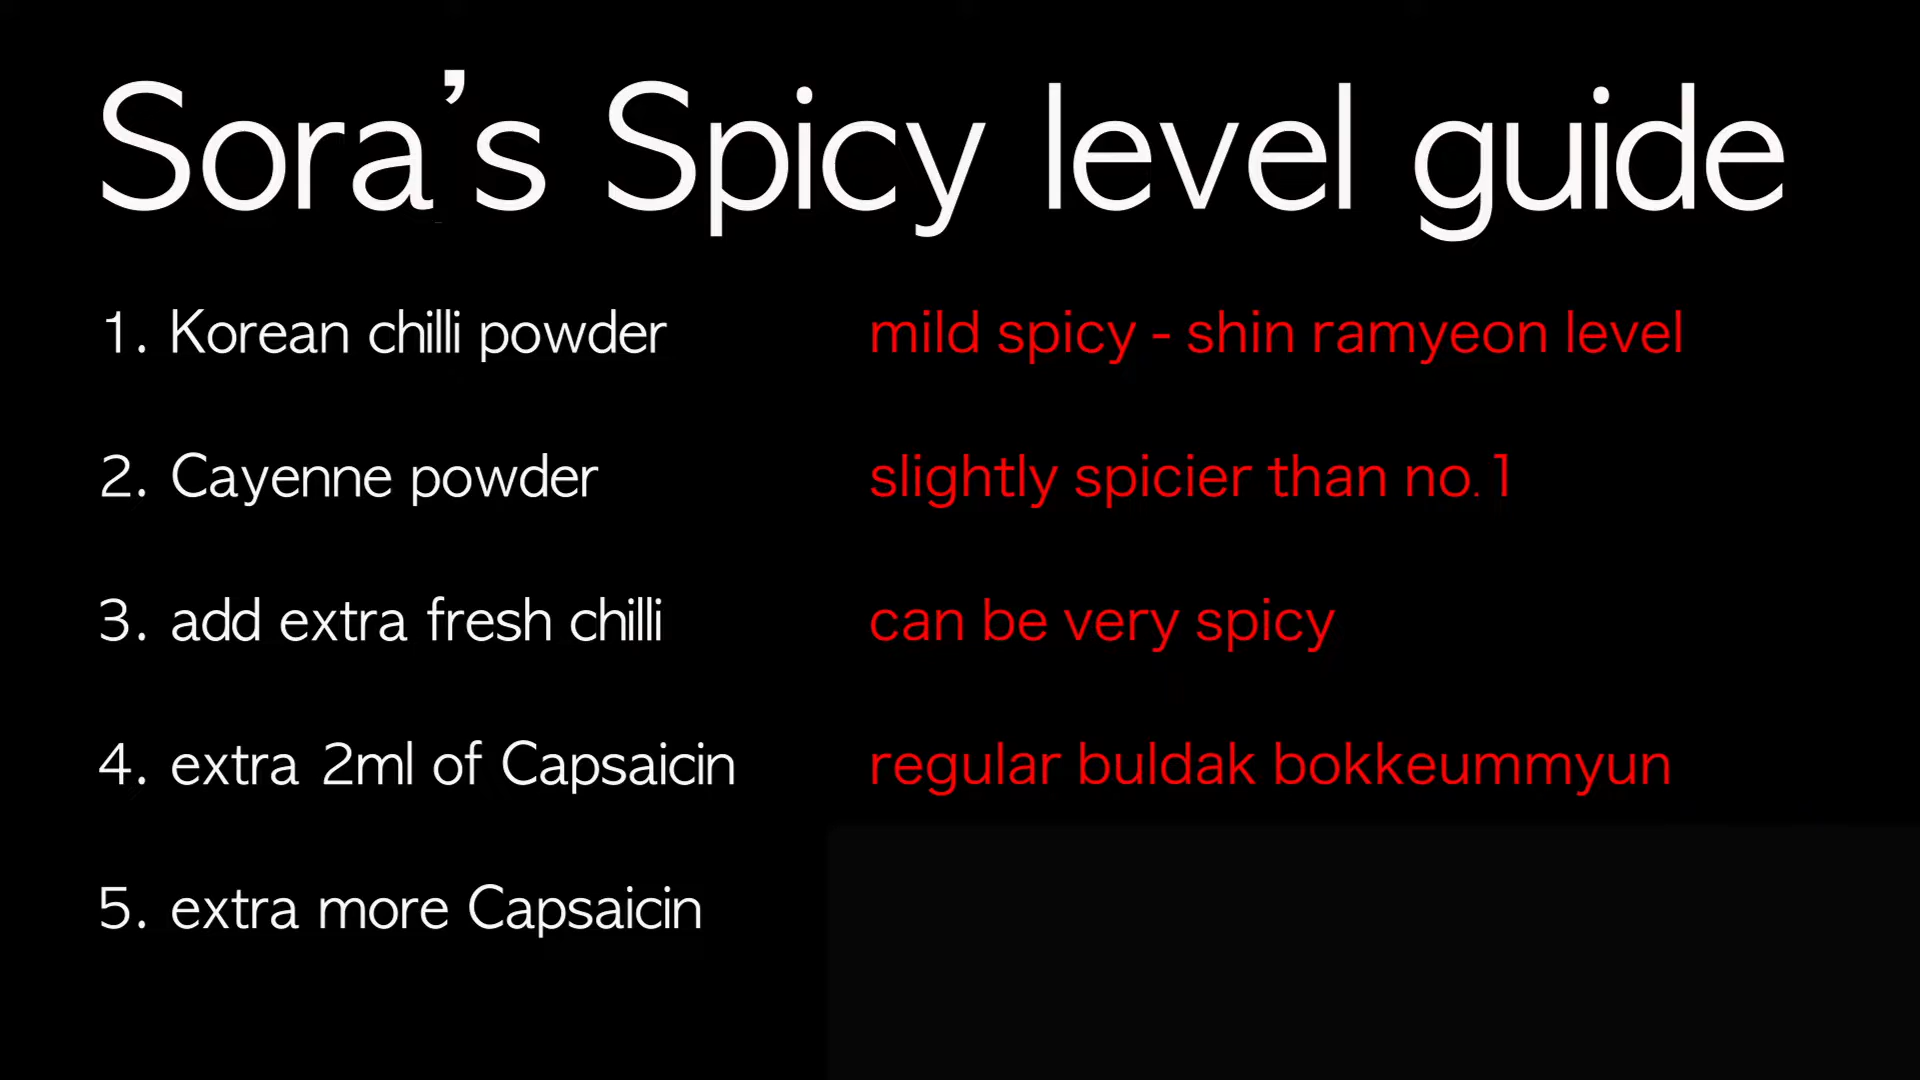 Sora’s Spicy level guide
1. Korean chilli powder mild spicy - shin ramyeon level
2. Cayenne powder slightly spicier than no.1
3. add extra fresh chilli can be very spicy
4. extra 2ml of Capsaicin regular buldak bokkeummyun
5. extra more Capsaicin